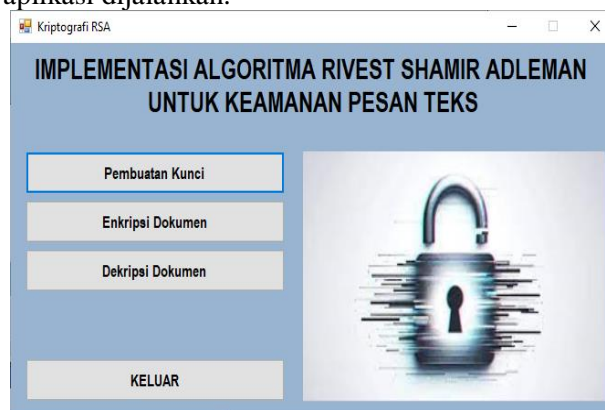 aplikasi dijalankan.
Kriptografi RSA
IMPLEMENTASI ALGORITMA RIVEST SHAMIR ADLEMAN
UNTUK KEAMANAN PESAN TEKS
Pembuatan Kunci
Enkripsi Dokumen
Dekripsi Dokumen
KELUAR